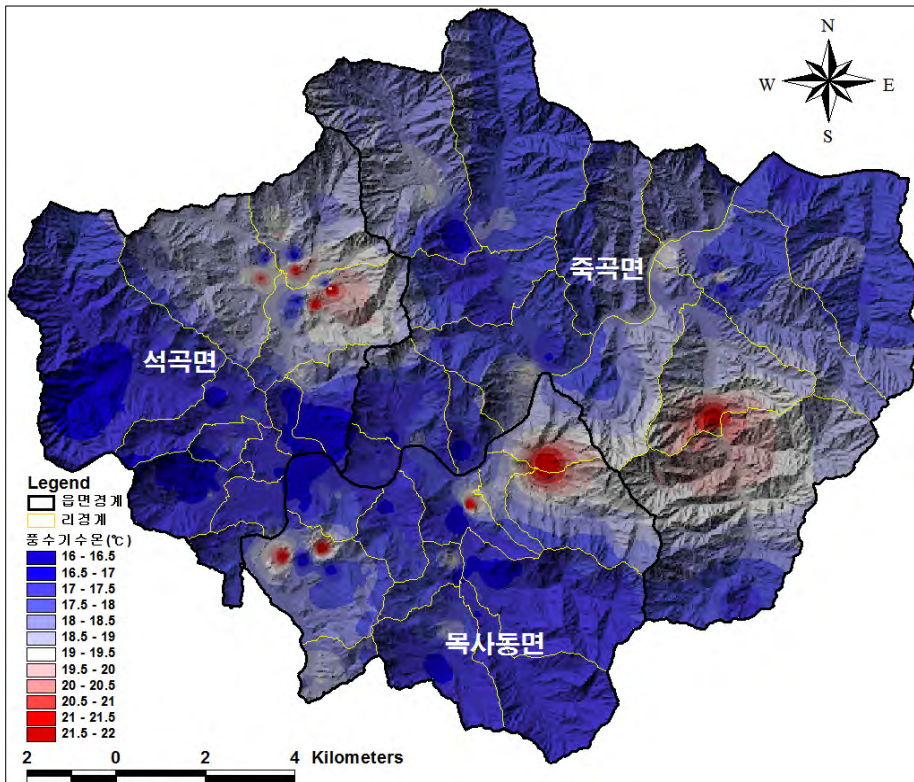 N
W E
S
죽곡면
석곡면
목사동면
Legend
읍면경계
리경계
풍수기수온(℃)
16 - 16.5
16.5 - 17
17 - 17.5
17.5 - 18
18 - 18.5
18.5 - 19
19 - 19.5
19.5 - 20
20 - 20.5
20.5 - 21
21 - 21.5
21.5 - 22
2 0 2 4 Kilometers